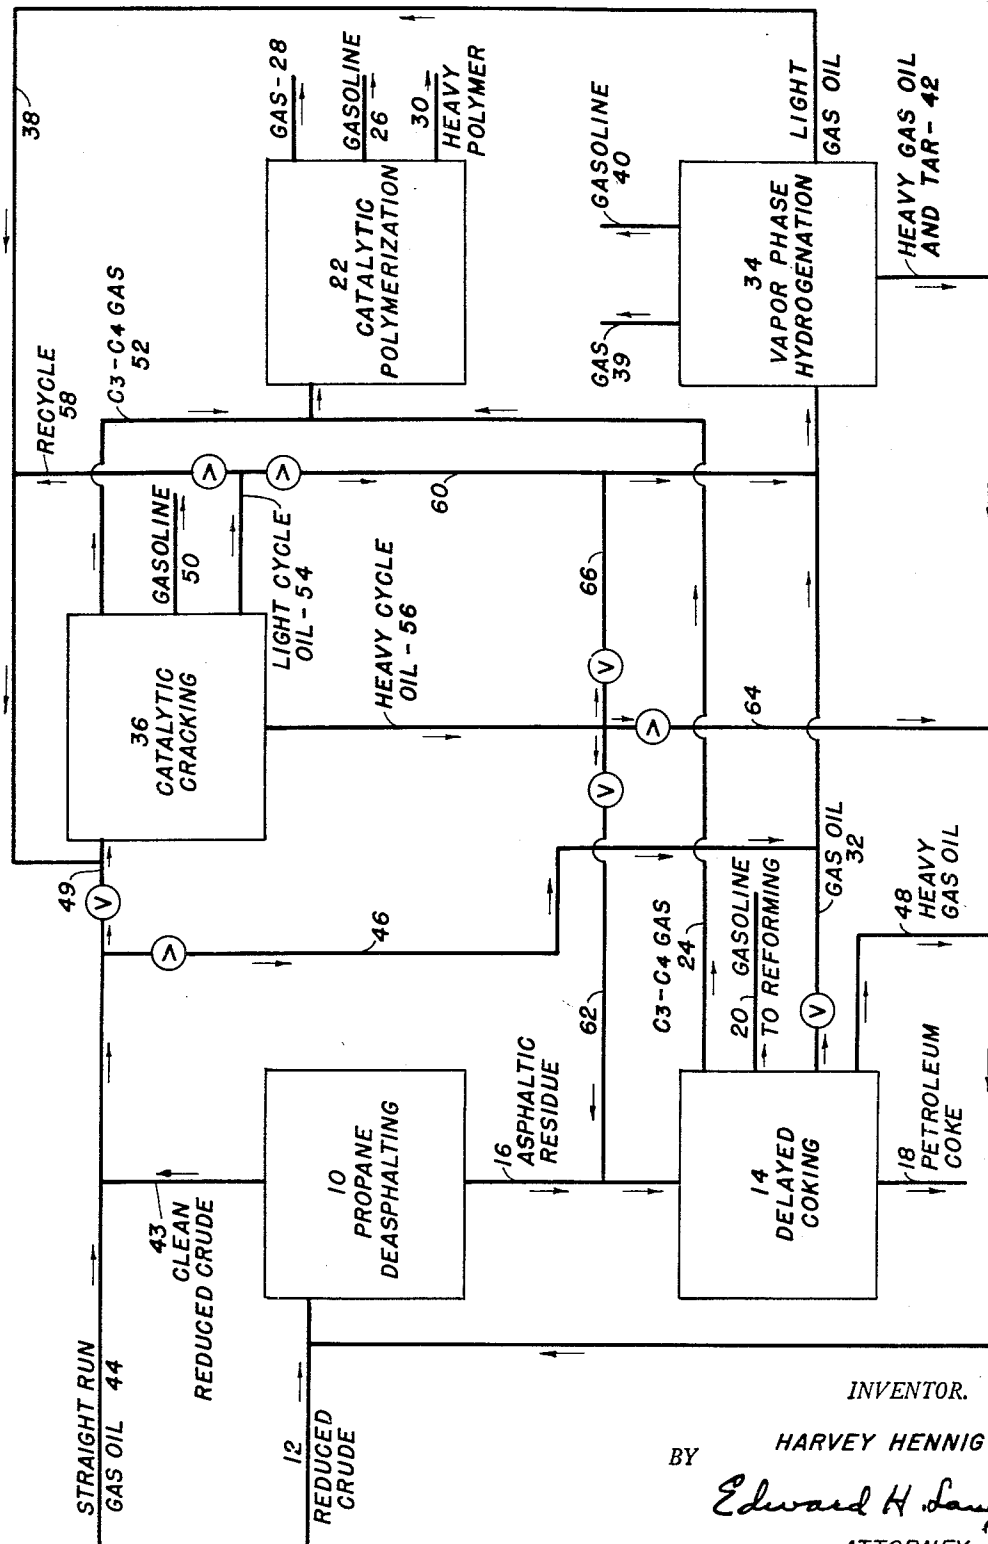 38
GAS-28
GASOLINE
26
30
HEAVY
POLYMER
LIGHT
GAS OIL
GASOLINE
40
22
CATALYTIC
POLYMERIZATION
34
VAPOR PHASE
HYDROGENATION
HEAVY GAS OIL
AND TAR-42
C3-C4 GAS
52
GAS
39
RECYCLE
58
V
V
60
GASOLINE
50
LIGHT CYCLE
OIL-54
HEAVY CYCLE
OIL-56
66
V
V
V
64
36
CATALYTIC
CRACKING
49
V
V
46
62
C3-C4 GAS
24
20 GASOLINE
TO REFORMING
GAS OIL
32
V
48
HEAVY
GAS OIL
10
PROPANE
DEASPHALTING
16
ASPHALTIC
RESIDUE
14
DELAYED
COKING
18
PETROLEUM
COKE
43
CLEAN
REDUCED CRUDE
STRAIGHT RUN
GAS OIL 44
12
REDUCED
CRUDE
INVENTOR.
HARVEY HENNIG
BY
Edward H.
ATTORNEY